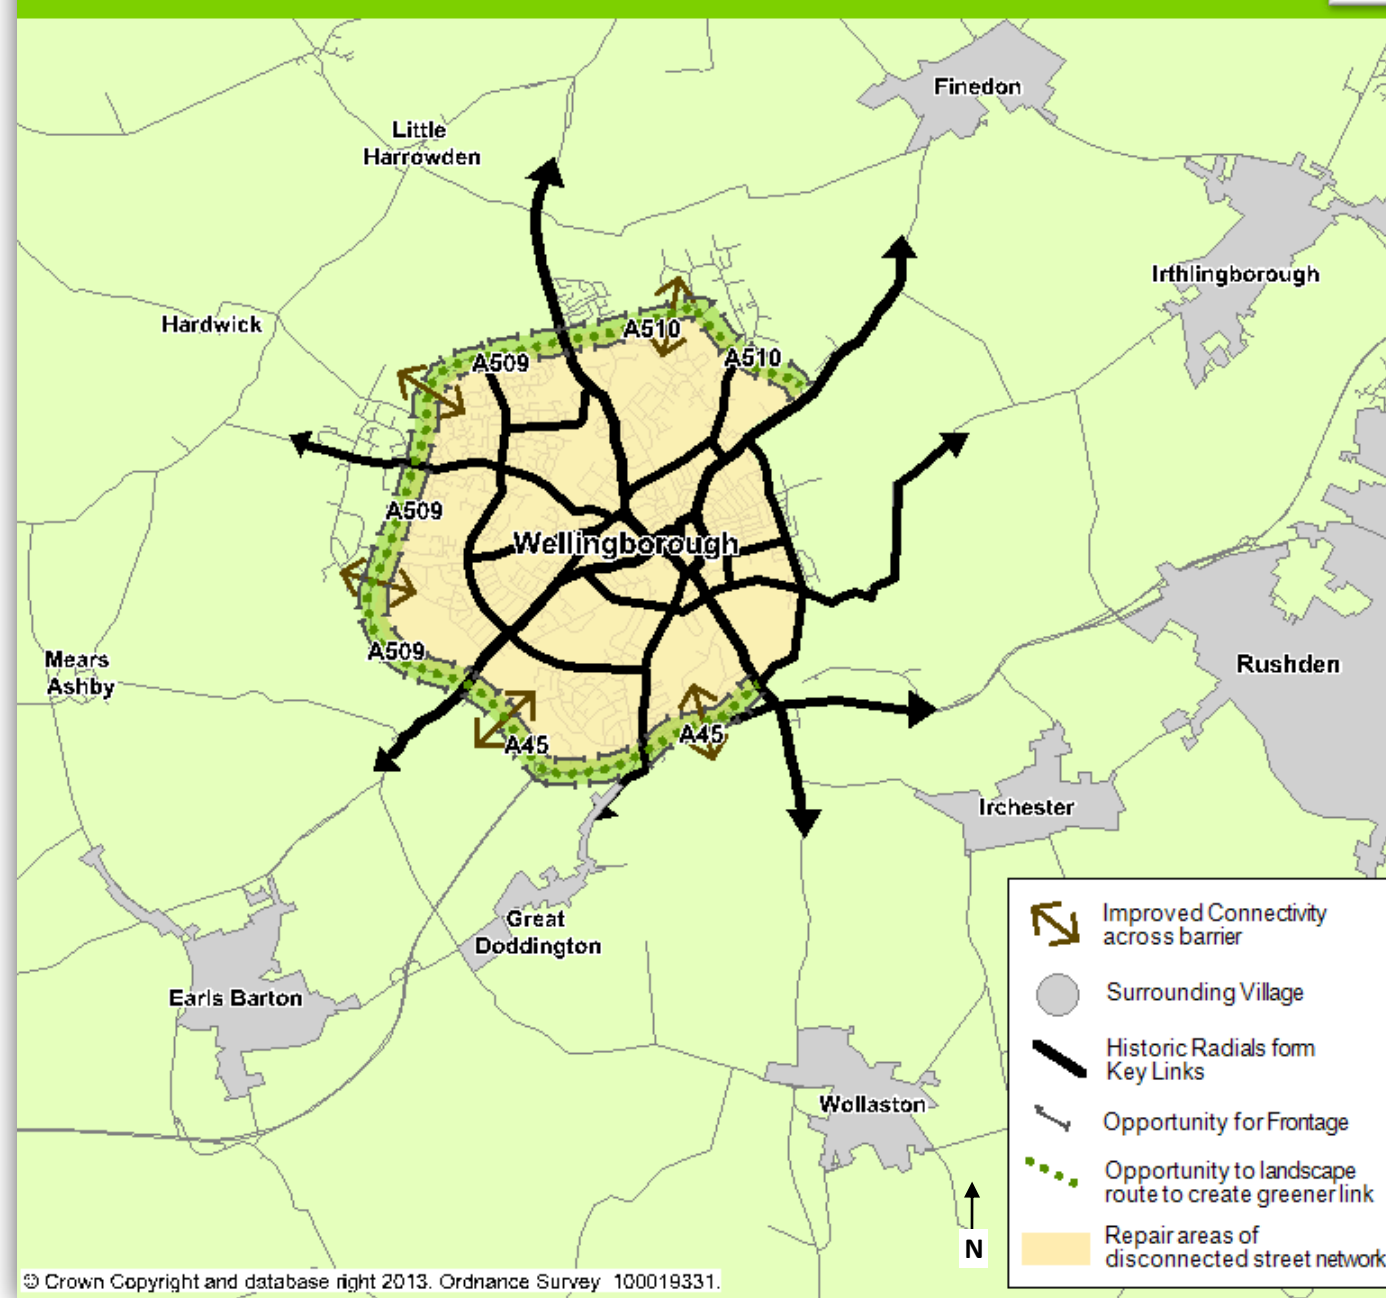 Finedon
Little
Harrowden
Irthlingborough
Hardwick
A510
A509
A510
A509
Wellingborough
A509
Mears
Ashby
Rushden
A45
A45
Irchester
Great
Doddington
Earls Barton
Wollaston
N
Improved Connectivity
across barrier
Surrounding Village
Historic Radials form
Key Links
Opportunity for Frontage
Opportunity to landscape
route to create greener link
Repair areas of
disconnected street network
© Crown Copyright and database right 2013. Ordnance Survey 100019331.